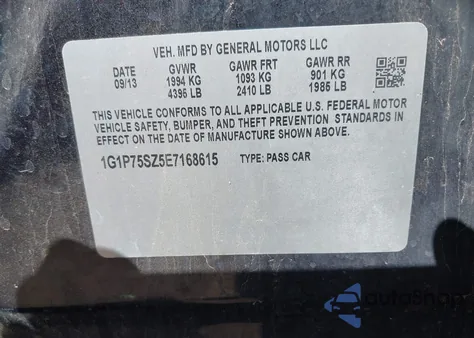 VEH. MFD BY GENERAL MOTORS LLC
DATE GVWR GAWR FRT GAWR RR
09/13 1994 KG 1093 KG 901 KG
4396 LB 2410 LB 1985 LB
THIS VEHICLE CONFORMS TO ALL APPLICABLE U.S. FEDERAL MOTOR
VEHICLE SAFETY, BUMPER, AND THEFT PREVENTION STANDARDS IN
EFFECT ON THE DATE OF MANUFACTURE SHOWN ABOVE.
1G1P75SZ5E7168615 TYPE: PASS CAR
autoShop